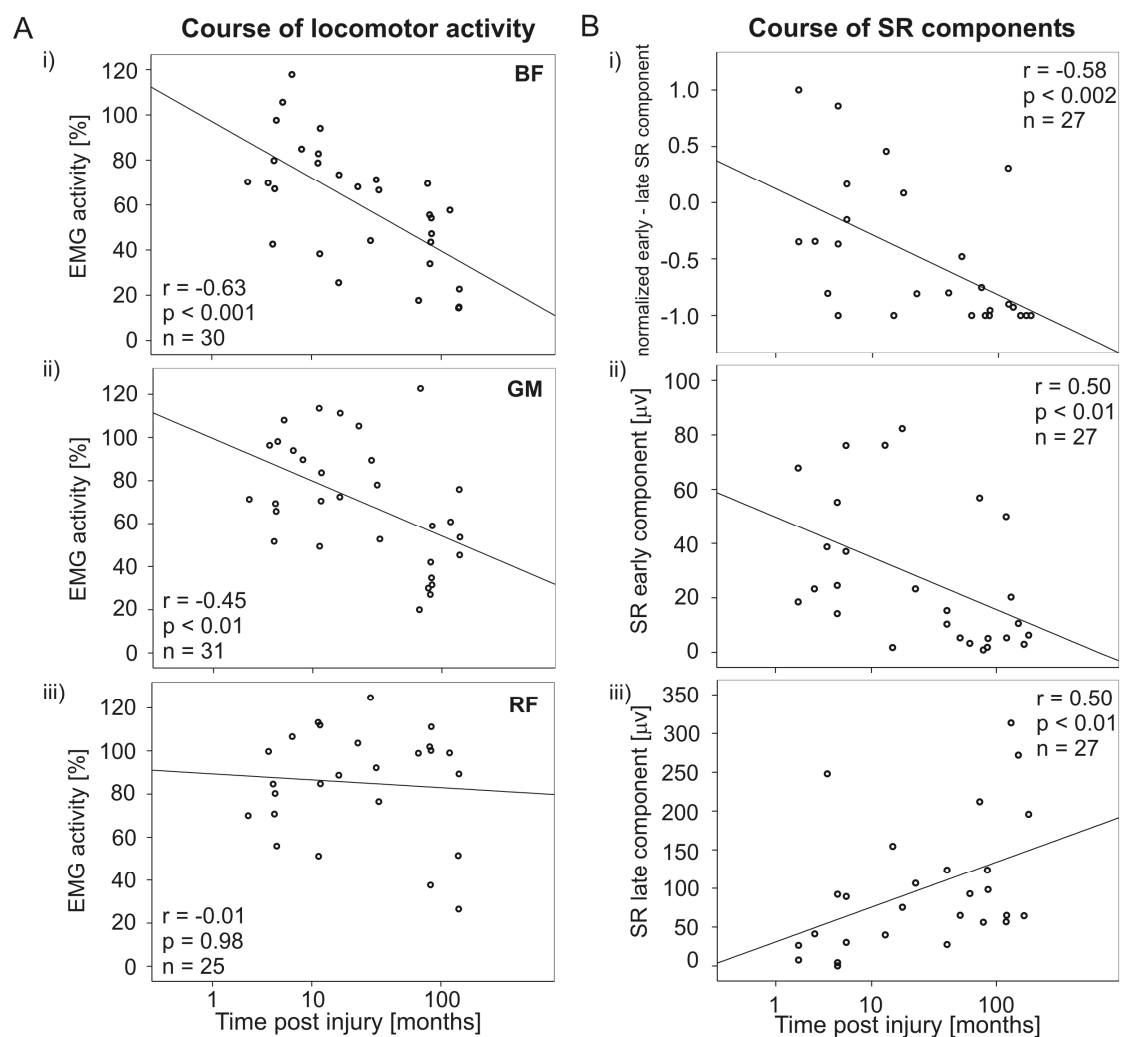 A
Course of locomotor activity
i)
BF
EMG activity [%]
120
100
80
60
40
20
0
r = -0.63
p < 0.001
n = 30
ii)
GM
EMG activity [%]
120
100
80
60
40
20
0
r = -0.45
p < 0.01
n = 31
iii)
RF
EMG activity [%]
120
100
80
60
40
20
0
r = -0.01
p = 0.98
n = 25
1 10 100
Time post injury [months]
B
Course of SR components
i)
normalized early - late SR component
1.0
0.5
0.0
-0.5
-1.0
r = -0.58
p < 0.002
n = 27
ii)
SR early component [μv]
100
80
60
40
20
0
r = 0.50
p < 0.01
n = 27
iii)
SR late component [μv]
350
300
250
200
150
100
50
0
r = 0.50
p < 0.01
n = 27
1 10 100
Time post injury [months]